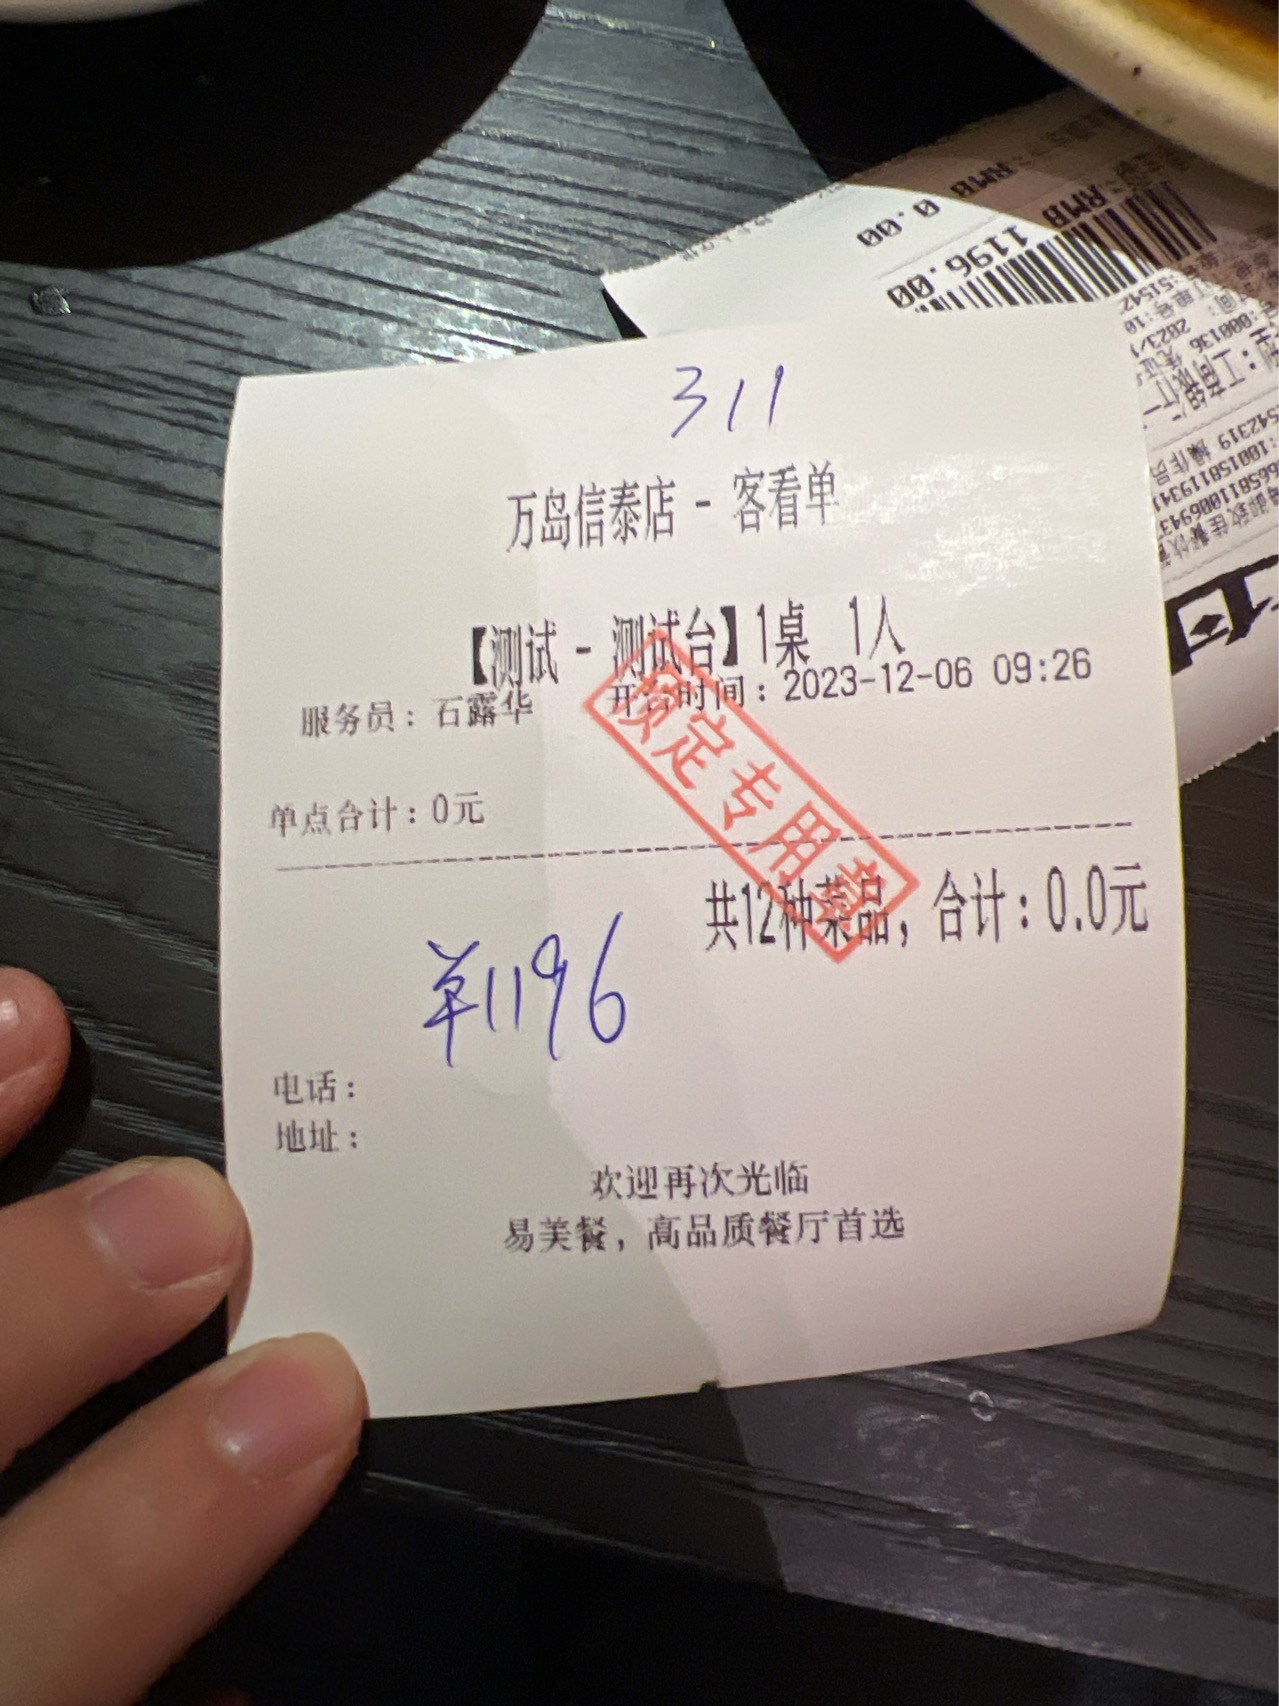 311
万岛信泰店 - 客看单
【测试 - 测试台】1桌 1人
服务员：石露华 开台时间：2023-12-06 09:26
预定专用章
单点合计：0元
共12种菜品，合计：0.0元
¥1196
电话：
地址：
欢迎再次光临
易美餐，高品质餐厅首选
RMB 0.00
RMB 1196.00